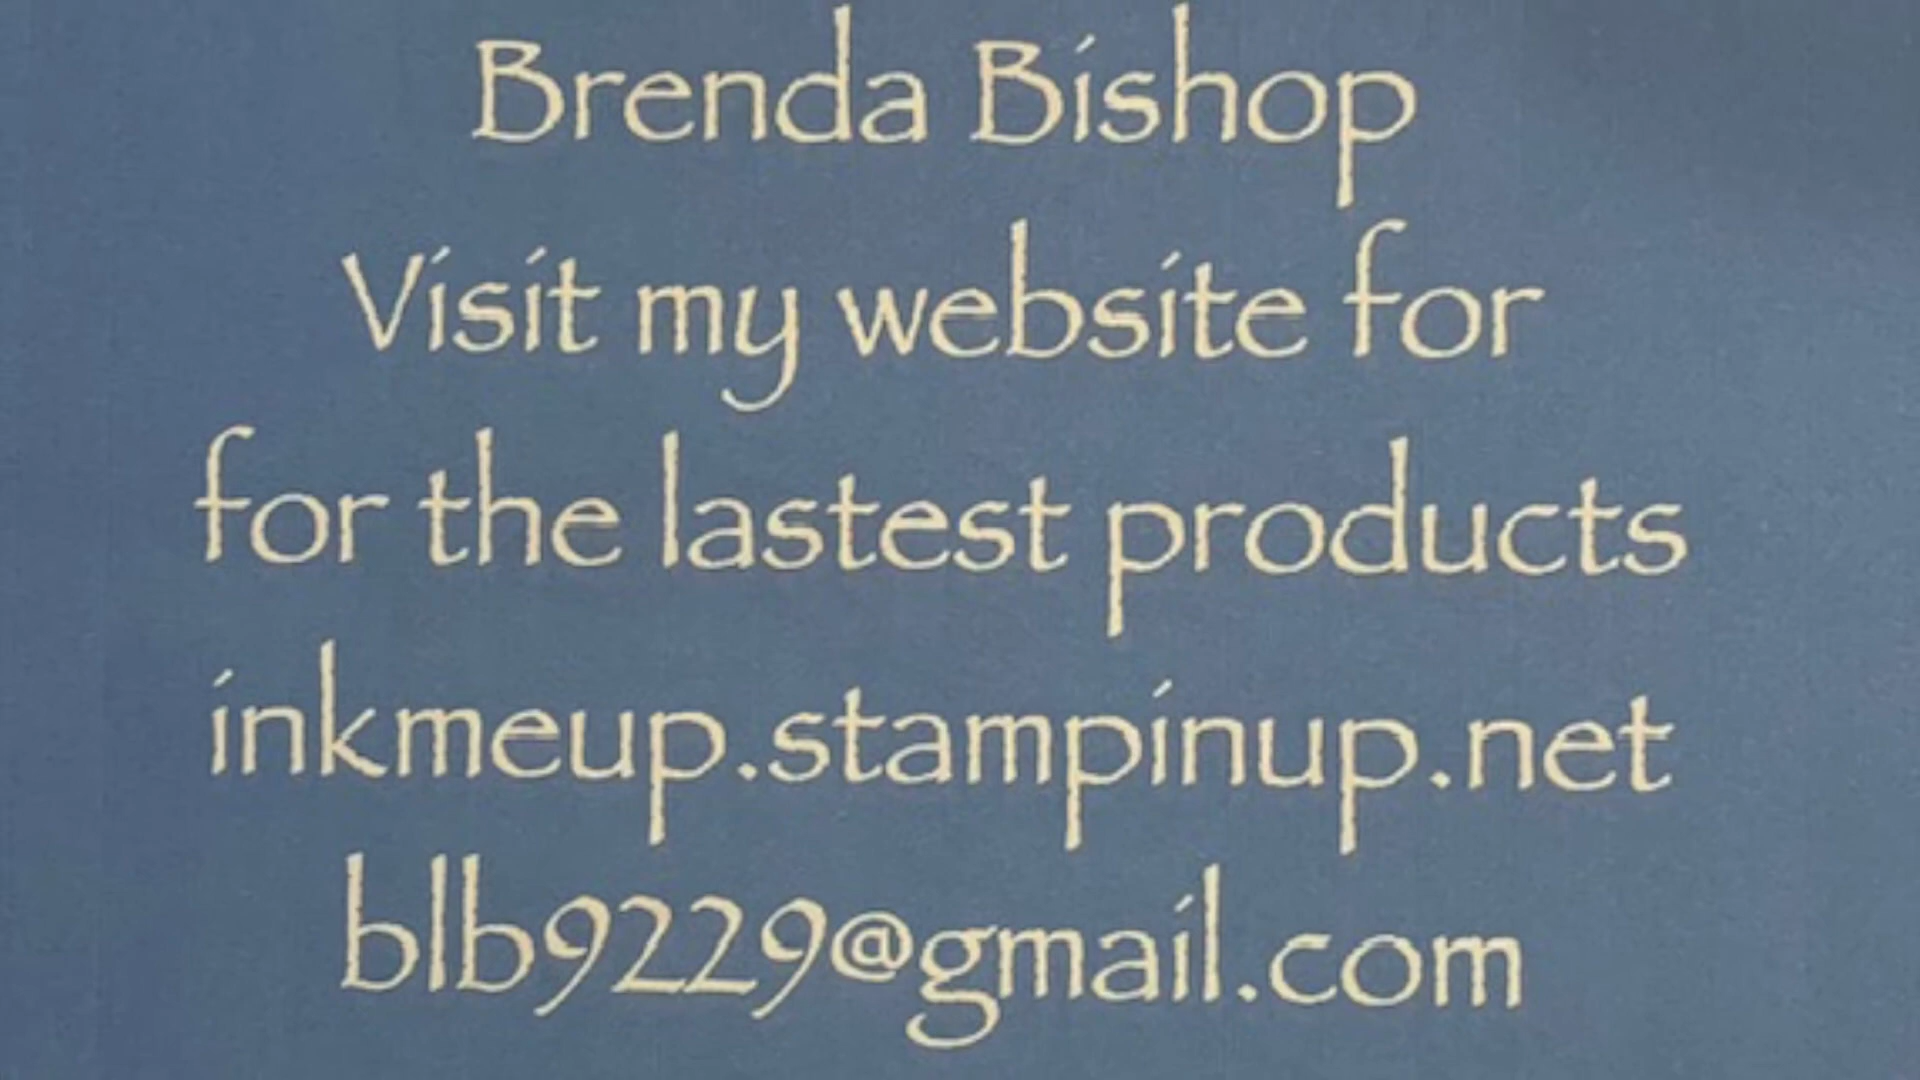 Brenda Bishop
Visit my website for
for the lastest products
inkmeup.stampinup.net
blb9229@gmail.com